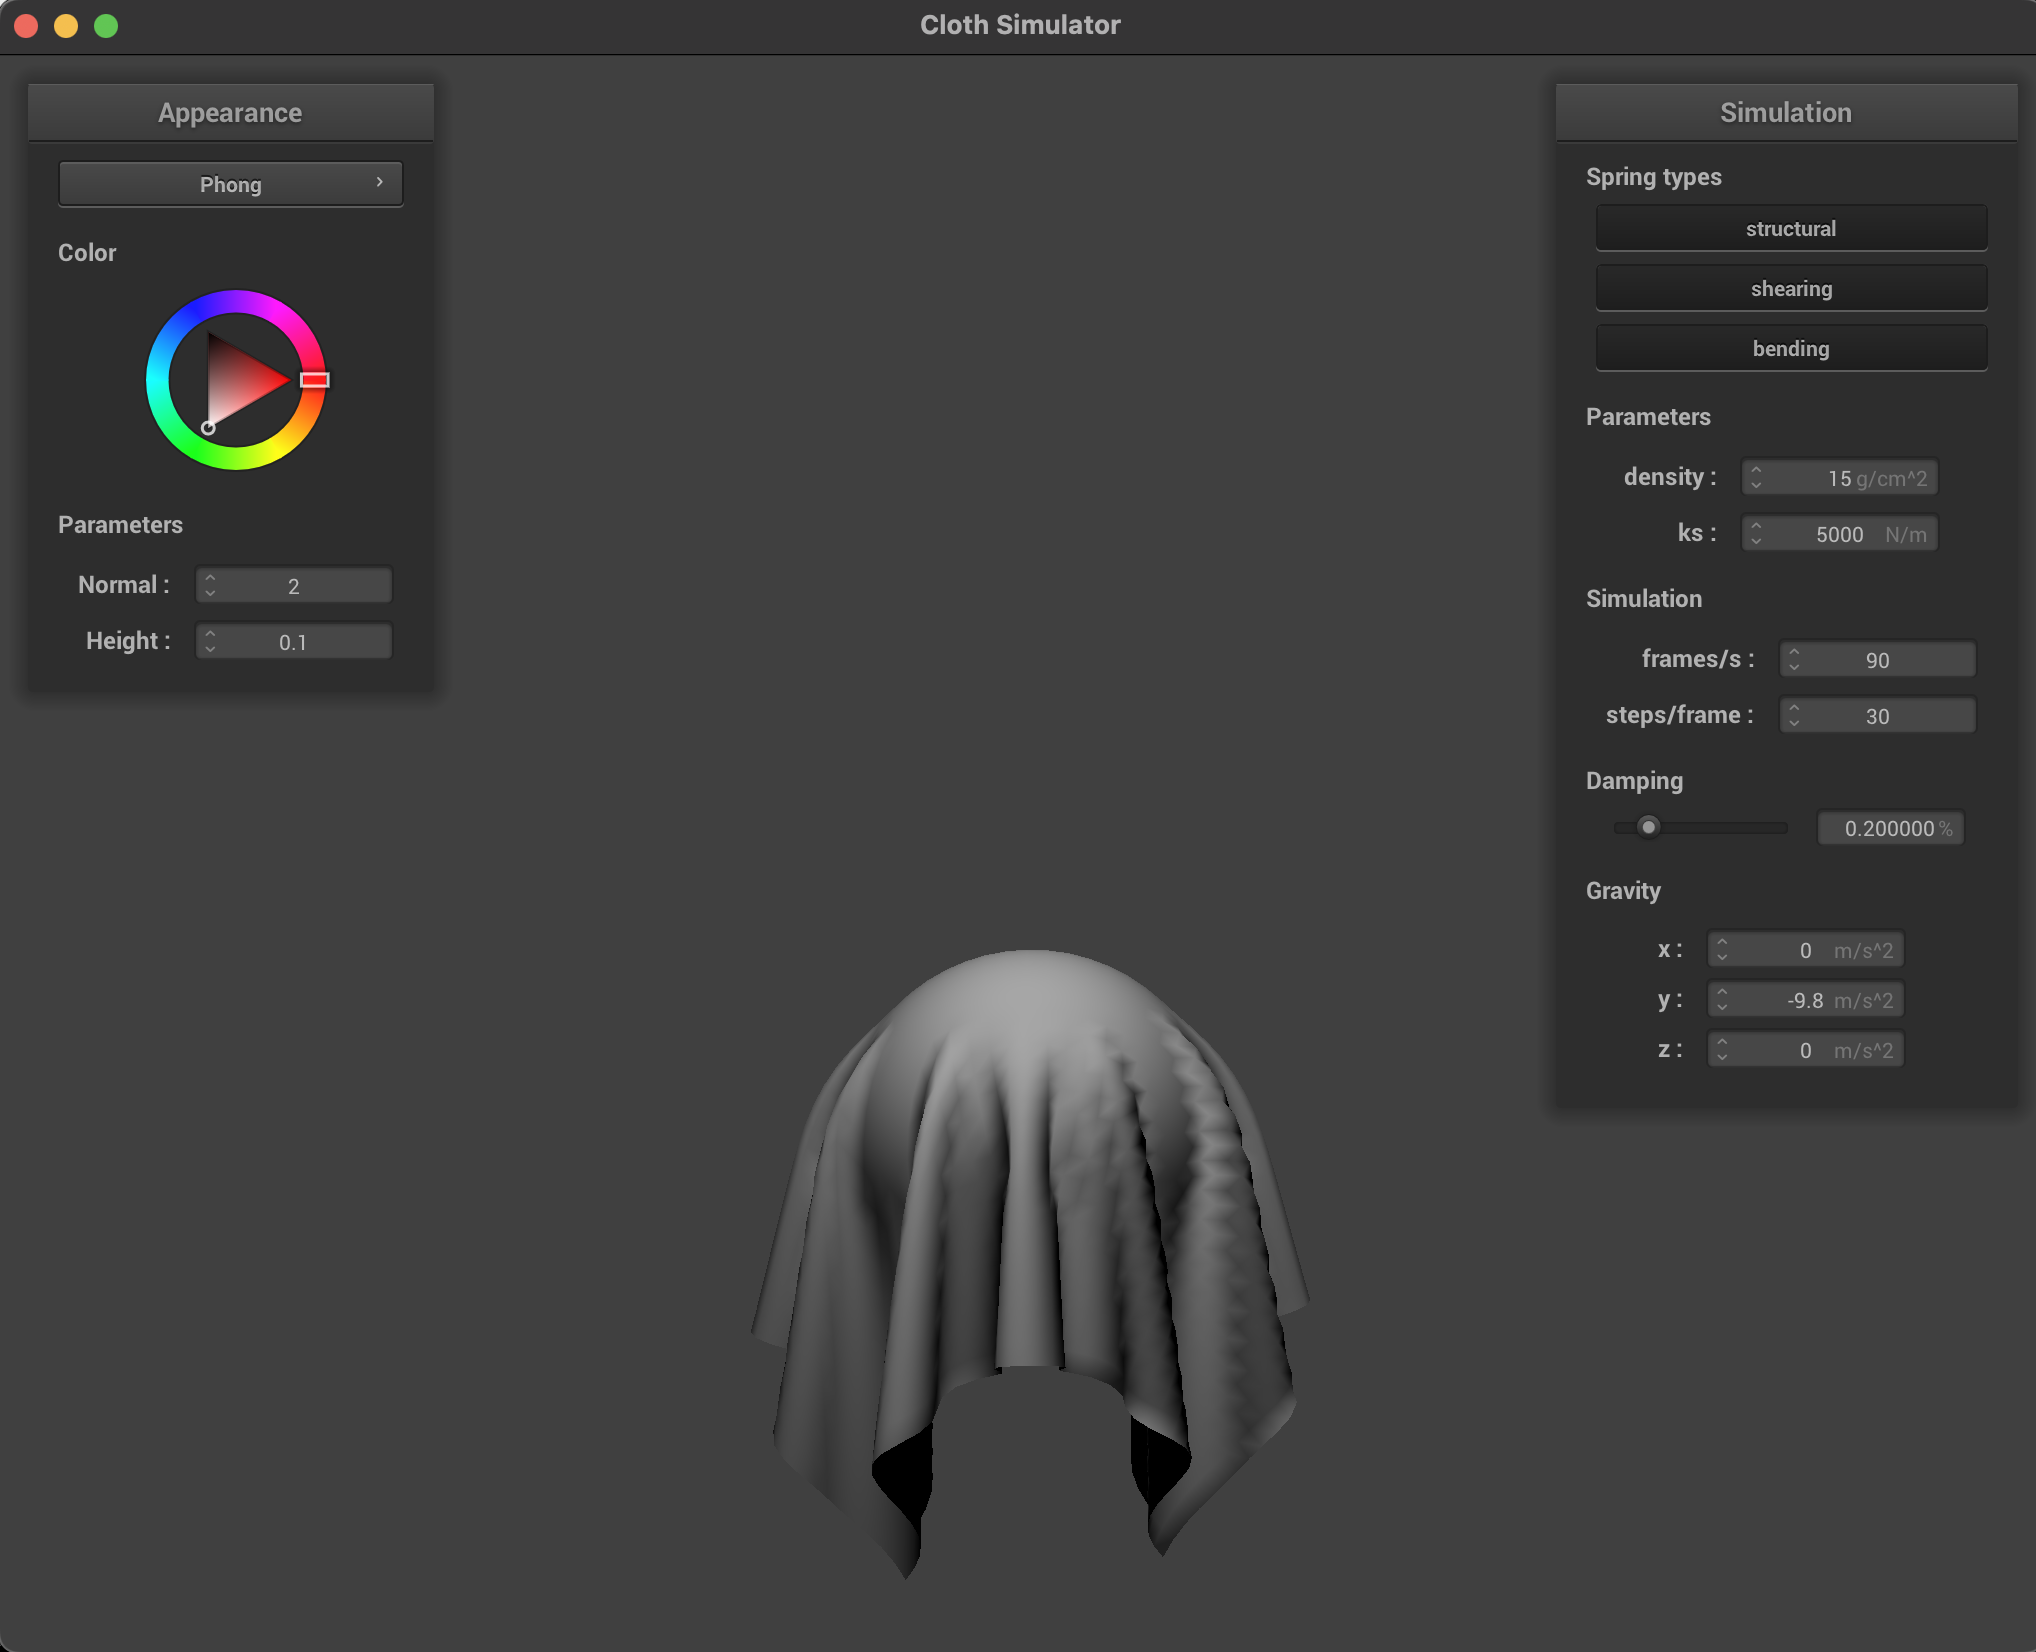 Cloth Simulator
Appearance
Phong
Color
Parameters
Normal : 2
Height : 0.1
Simulation
Spring types
structural
shearing
bending
Parameters
density : 15 g/cm^2
ks : 5000 N/m
Simulation
frames/s : 90
steps/frame : 30
Damping
0.200000 %
Gravity
x : 0 m/s^2
y : -9.8 m/s^2
z : 0 m/s^2